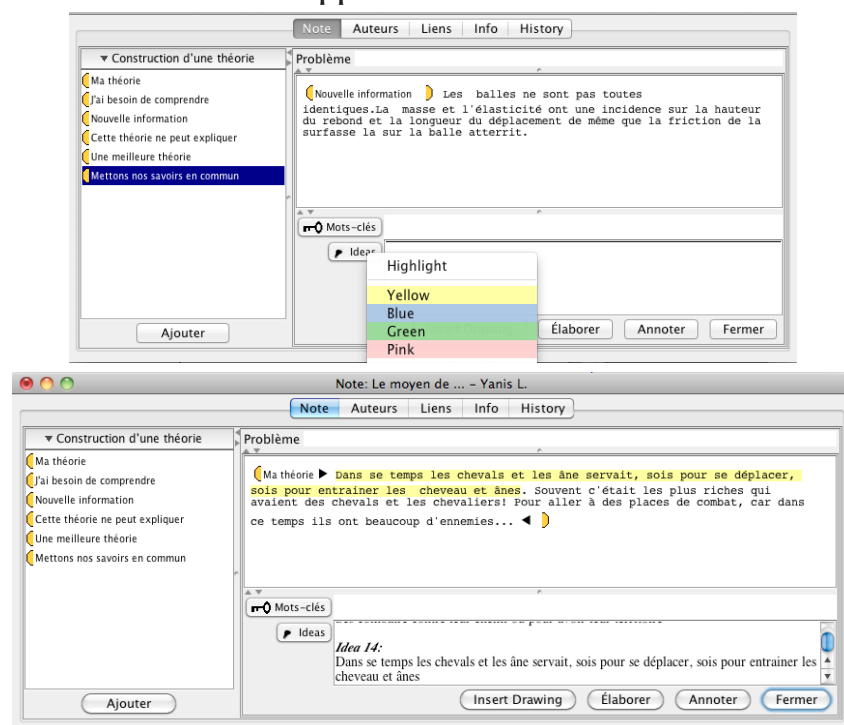 Note Auteurs Liens Info History
▼ Construction d'une théorie
Ma théorie
J'ai besoin de comprendre
Nouvelle information
Cette théorie ne peut expliquer
Une meilleure théorie
Mettons nos savoirs en commun
Ajouter
Problème
Nouvelle information Les balles ne sont pas toutes
identiques.La masse et l'élasticité ont une incidence sur la hauteur
du rebond et la longueur du déplacement de même que la friction de la
surfasse la sur la balle atterrit.
Mots-clés
Ideas
Highlight
Yellow
Blue
Green
Pink
Élaborer Annoter Fermer
Note: Le moyen de ... – Yanis L.
Note Auteurs Liens Info History
▼ Construction d'une théorie
Ma théorie
J'ai besoin de comprendre
Nouvelle information
Cette théorie ne peut expliquer
Une meilleure théorie
Mettons nos savoirs en commun
Ajouter
Problème
Ma théorie ▶ Dans se temps les chevals et les âne servait, sois pour se déplacer,
sois pour entrainer les cheveau et ânes. Souvent c'était les plus riches qui
avaient des chevals et les chevaliers! Pour aller à des places de combat, car dans
ce temps ils ont beaucoup d'ennemies... ◀
Mots-clés
Ideas
Idea 14:
Dans se temps les chevals et les âne servait, sois pour se déplacer, sois pour entrainer les
cheveau et ânes
Insert Drawing Élaborer Annoter Fermer